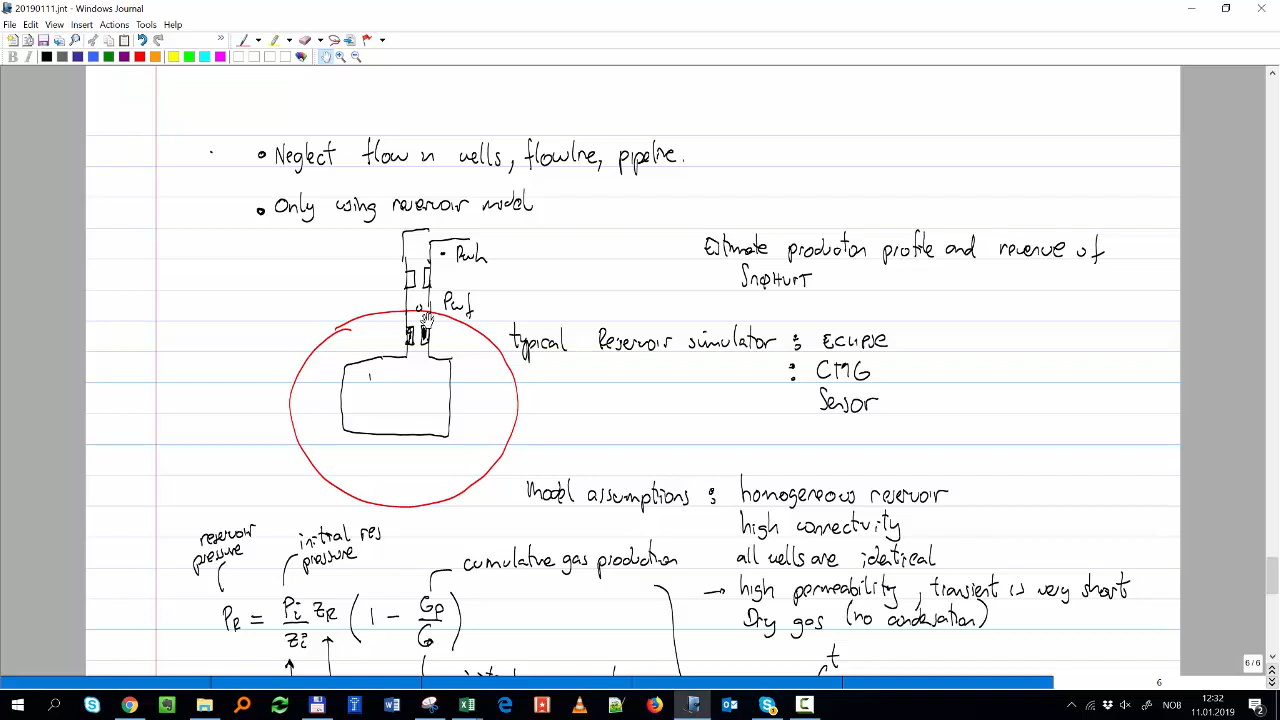 20190111.jnt - Windows Journal
File Edit View Insert Actions Tools Help
• Neglect flow in wells, flowline, pipeline.
• Only using reservoir model
Pwh
Pwf
Estimate production profile and revenue of
Snøhvit
typical Reservoir simulator : Eclipse
: CMG
Sensor
Model assumptions : homogeneous reservoir
high connectivity
all wells are identical
→ high permeability, transient is very short
Dry gas (no condensation)
reservoir
pressure
initial res
pressure
cumulative gas production
PR = Pi/Zi ZR (1 - Gp/G)
t
6/6
6
NOB
12:32
11.01.2019